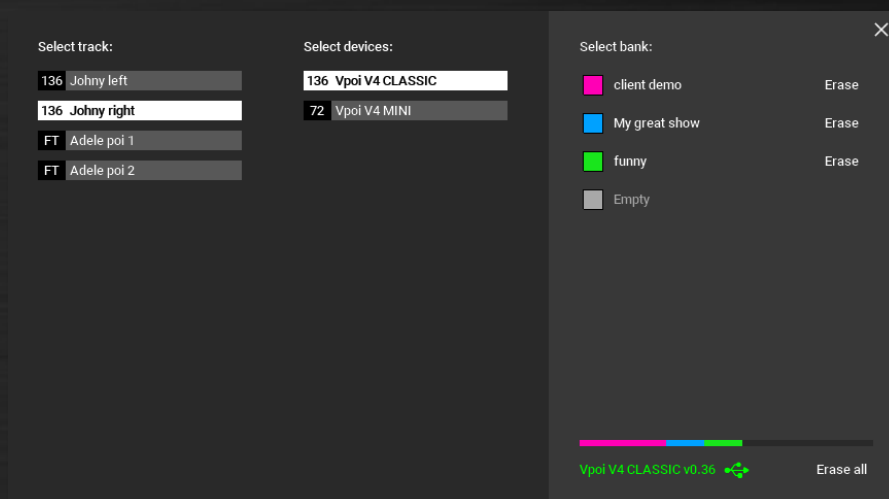 Select track:
136 Johny left
136 Johny right
FT Adele poi 1
FT Adele poi 2
Select devices:
136 Vpoi V4 CLASSIC
72 Vpoi V4 MINI
Select bank:
client demo Erase
My great show Erase
funny Erase
Empty
Vpoi V4 CLASSIC v0.36 Erase all